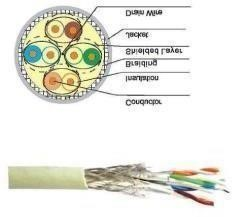 Drain Wire
Jacket
Shielded Layer
Braiding
Insulation
Conductor